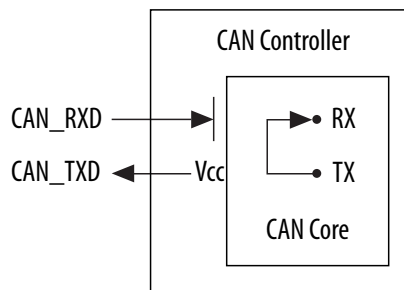 CAN Controller
CAN_RXD
RX
CAN_TXD
Vcc
TX
CAN Core